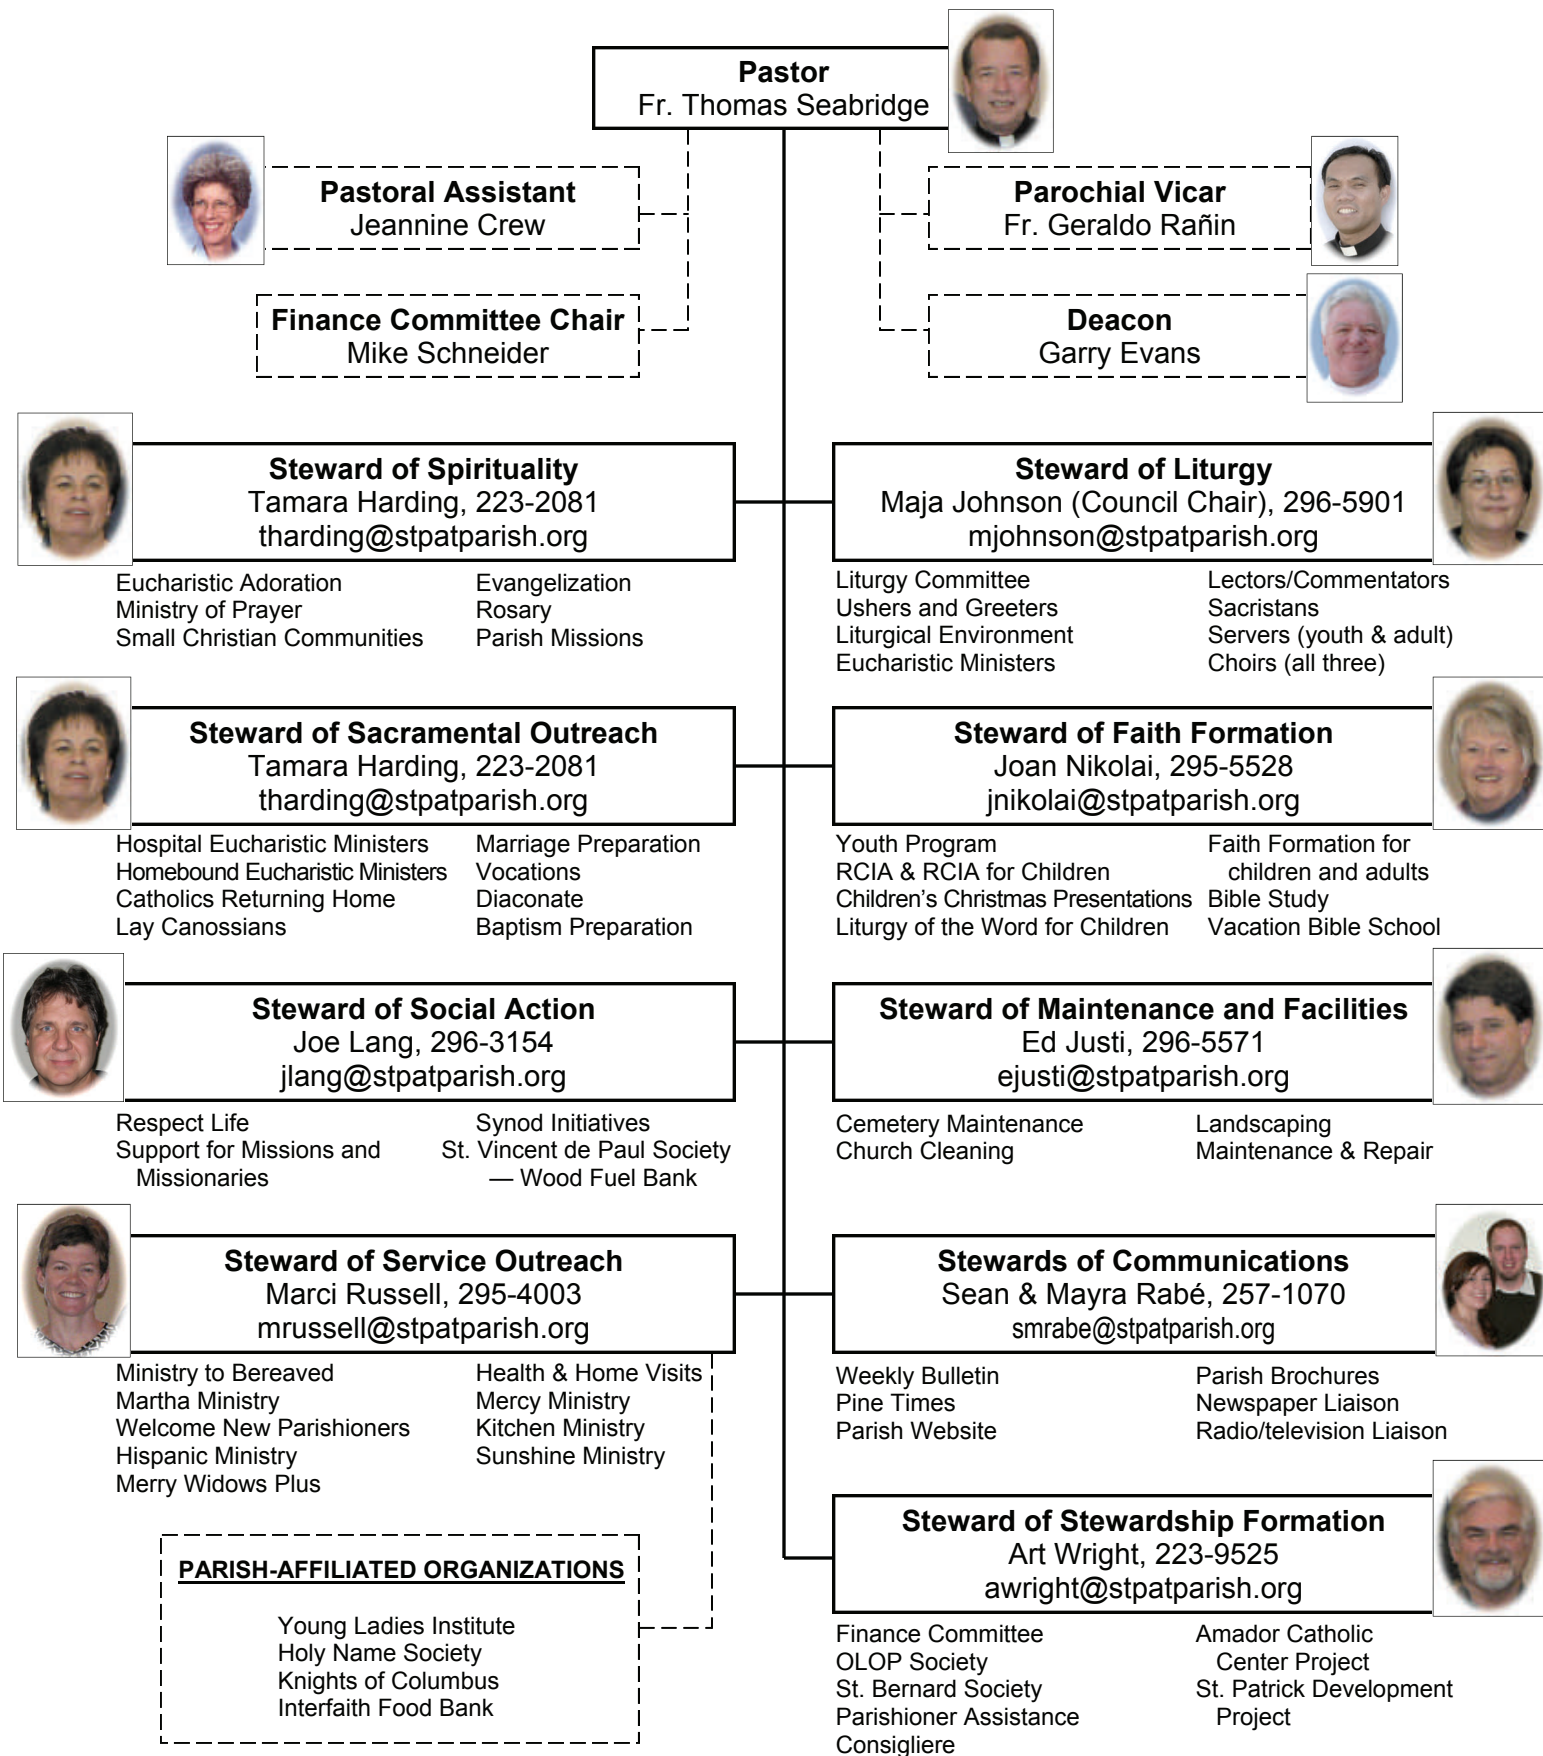 Pastor
Fr. Thomas Seabridge
Pastoral Assistant
Jeannine Crew
Parochial Vicar
Fr. Geraldo Rañin
Finance Committee Chair
Mike Schneider
Deacon
Garry Evans
Steward of Spirituality
Tamara Harding, 223-2081
tharding@stpatparish.org
Eucharistic Adoration
Ministry of Prayer
Small Christian Communities
Evangelization
Rosary
Parish Missions
Steward of Liturgy
Maja Johnson (Council Chair), 296-5901
mjohnson@stpatparish.org
Liturgy Committee
Ushers and Greeters
Liturgical Environment
Eucharistic Ministers
Lectors/Commentators
Sacristans
Servers (youth & adult)
Choirs (all three)
Steward of Sacramental Outreach
Tamara Harding, 223-2081
tharding@stpatparish.org
Hospital Eucharistic Ministers
Homebound Eucharistic Ministers
Catholics Returning Home
Lay Canossians
Marriage Preparation
Vocations
Diaconate
Baptism Preparation
Steward of Faith Formation
Joan Nikolai, 295-5528
jnikolai@stpatparish.org
Youth Program
RCIA & RCIA for Children
Children's Christmas Presentations
Liturgy of the Word for Children
Faith Formation for
children and adults
Bible Study
Vacation Bible School
Steward of Social Action
Joe Lang, 296-3154
jlang@stpatparish.org
Respect Life
Support for Missions and
Missionaries
Synod Initiatives
St. Vincent de Paul Society
— Wood Fuel Bank
Steward of Maintenance and Facilities
Ed Justi, 296-5571
ejusti@stpatparish.org
Cemetery Maintenance
Church Cleaning
Landscaping
Maintenance & Repair
Steward of Service Outreach
Marci Russell, 295-4003
mrussell@stpatparish.org
Ministry to Bereaved
Martha Ministry
Welcome New Parishioners
Hispanic Ministry
Merry Widows Plus
Health & Home Visits
Mercy Ministry
Kitchen Ministry
Sunshine Ministry
Stewards of Communications
Sean & Mayra Rabé, 257-1070
smrabe@stpatparish.org
Weekly Bulletin
Pine Times
Parish Website
Parish Brochures
Newspaper Liaison
Radio/television Liaison
PARISH-AFFILIATED ORGANIZATIONS
Young Ladies Institute
Holy Name Society
Knights of Columbus
Interfaith Food Bank
Steward of Stewardship Formation
Art Wright, 223-9525
awright@stpatparish.org
Finance Committee
OLOP Society
St. Bernard Society
Parishioner Assistance
Consigliere
Amador Catholic
Center Project
St. Patrick Development
Project